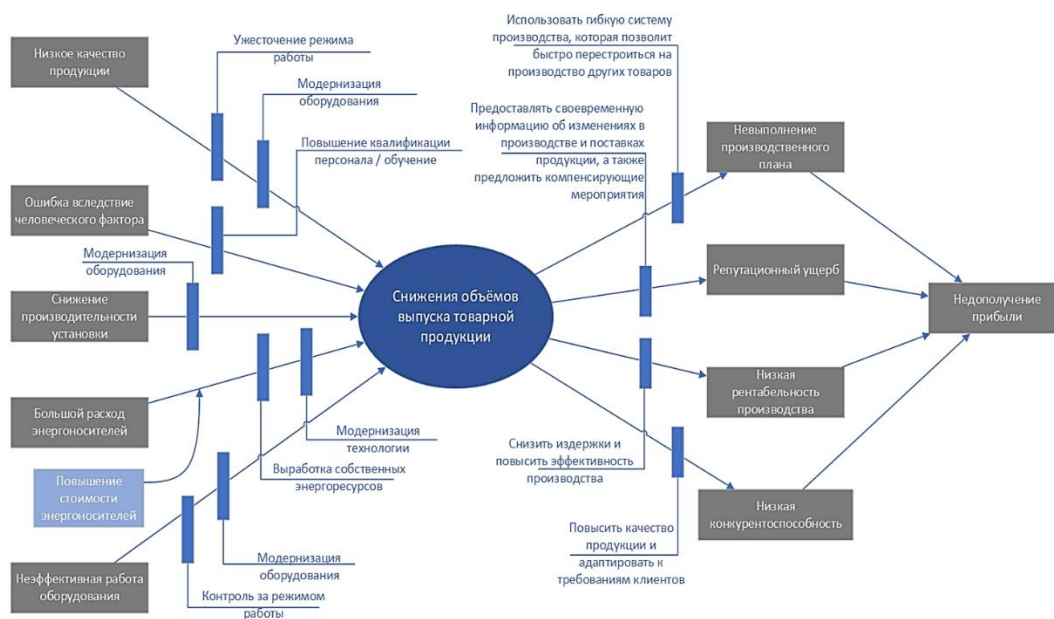 Низкое качество
продукции
Ужесточение режима
работы
Модернизация
оборудования
Повышение квалификации
персонала / обучение
Ошибка вследствие
человеческого фактора
Модернизация
оборудования
Снижение
производительности
установки
Большой расход
энергоносителей
Повышение
стоимости
энергоносителей
Неэффективная работа
оборудования
Модернизация
технологии
Выработка собственных
энергоресурсов
Модернизация
оборудования
Контроль за режимом
работы
Снижения объёмов
выпуска товарной
продукции
Использовать гибкую систему
производства, которая позволит
быстро перестроиться на
производство других товаров
Предоставлять своевременную
информацию об изменениях в
производстве и поставках
продукции, а также
предложить компенсирующие
мероприятия
Снизить издержки и
повысить эффективность
производства
Повысить качество
продукции и
адаптировать к
требованиям клиентов
Невыполнение
производственного
плана
Репутационный ущерб
Низкая
рентабельность
производства
Низкая
конкурентоспособность
Недополучение
прибыли